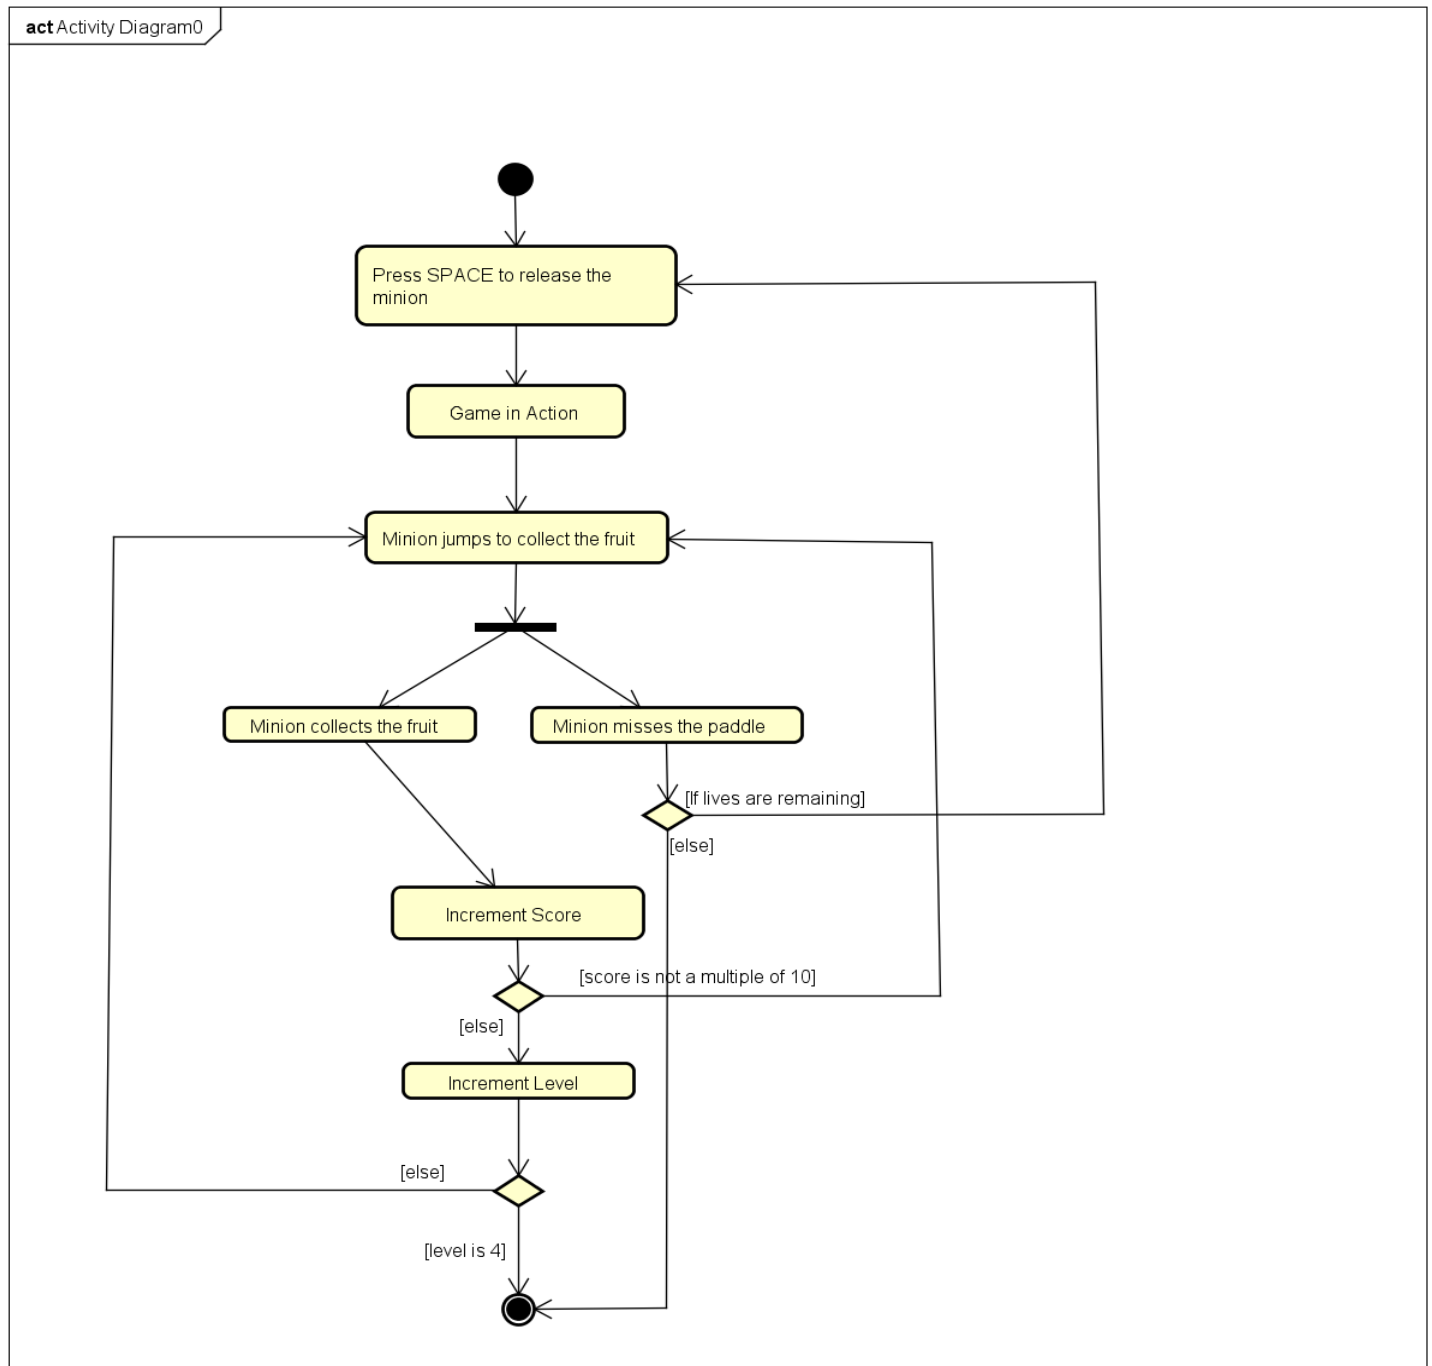 act Activity Diagram0
Press SPACE to release the
minion
Game in Action
Minion jumps to collect the fruit
Minion collects the fruit
Minion misses the paddle
[If lives are remaining]
[else]
Increment Score
[score is not a multiple of 10]
[else]
Increment Level
[else]
[level is 4]